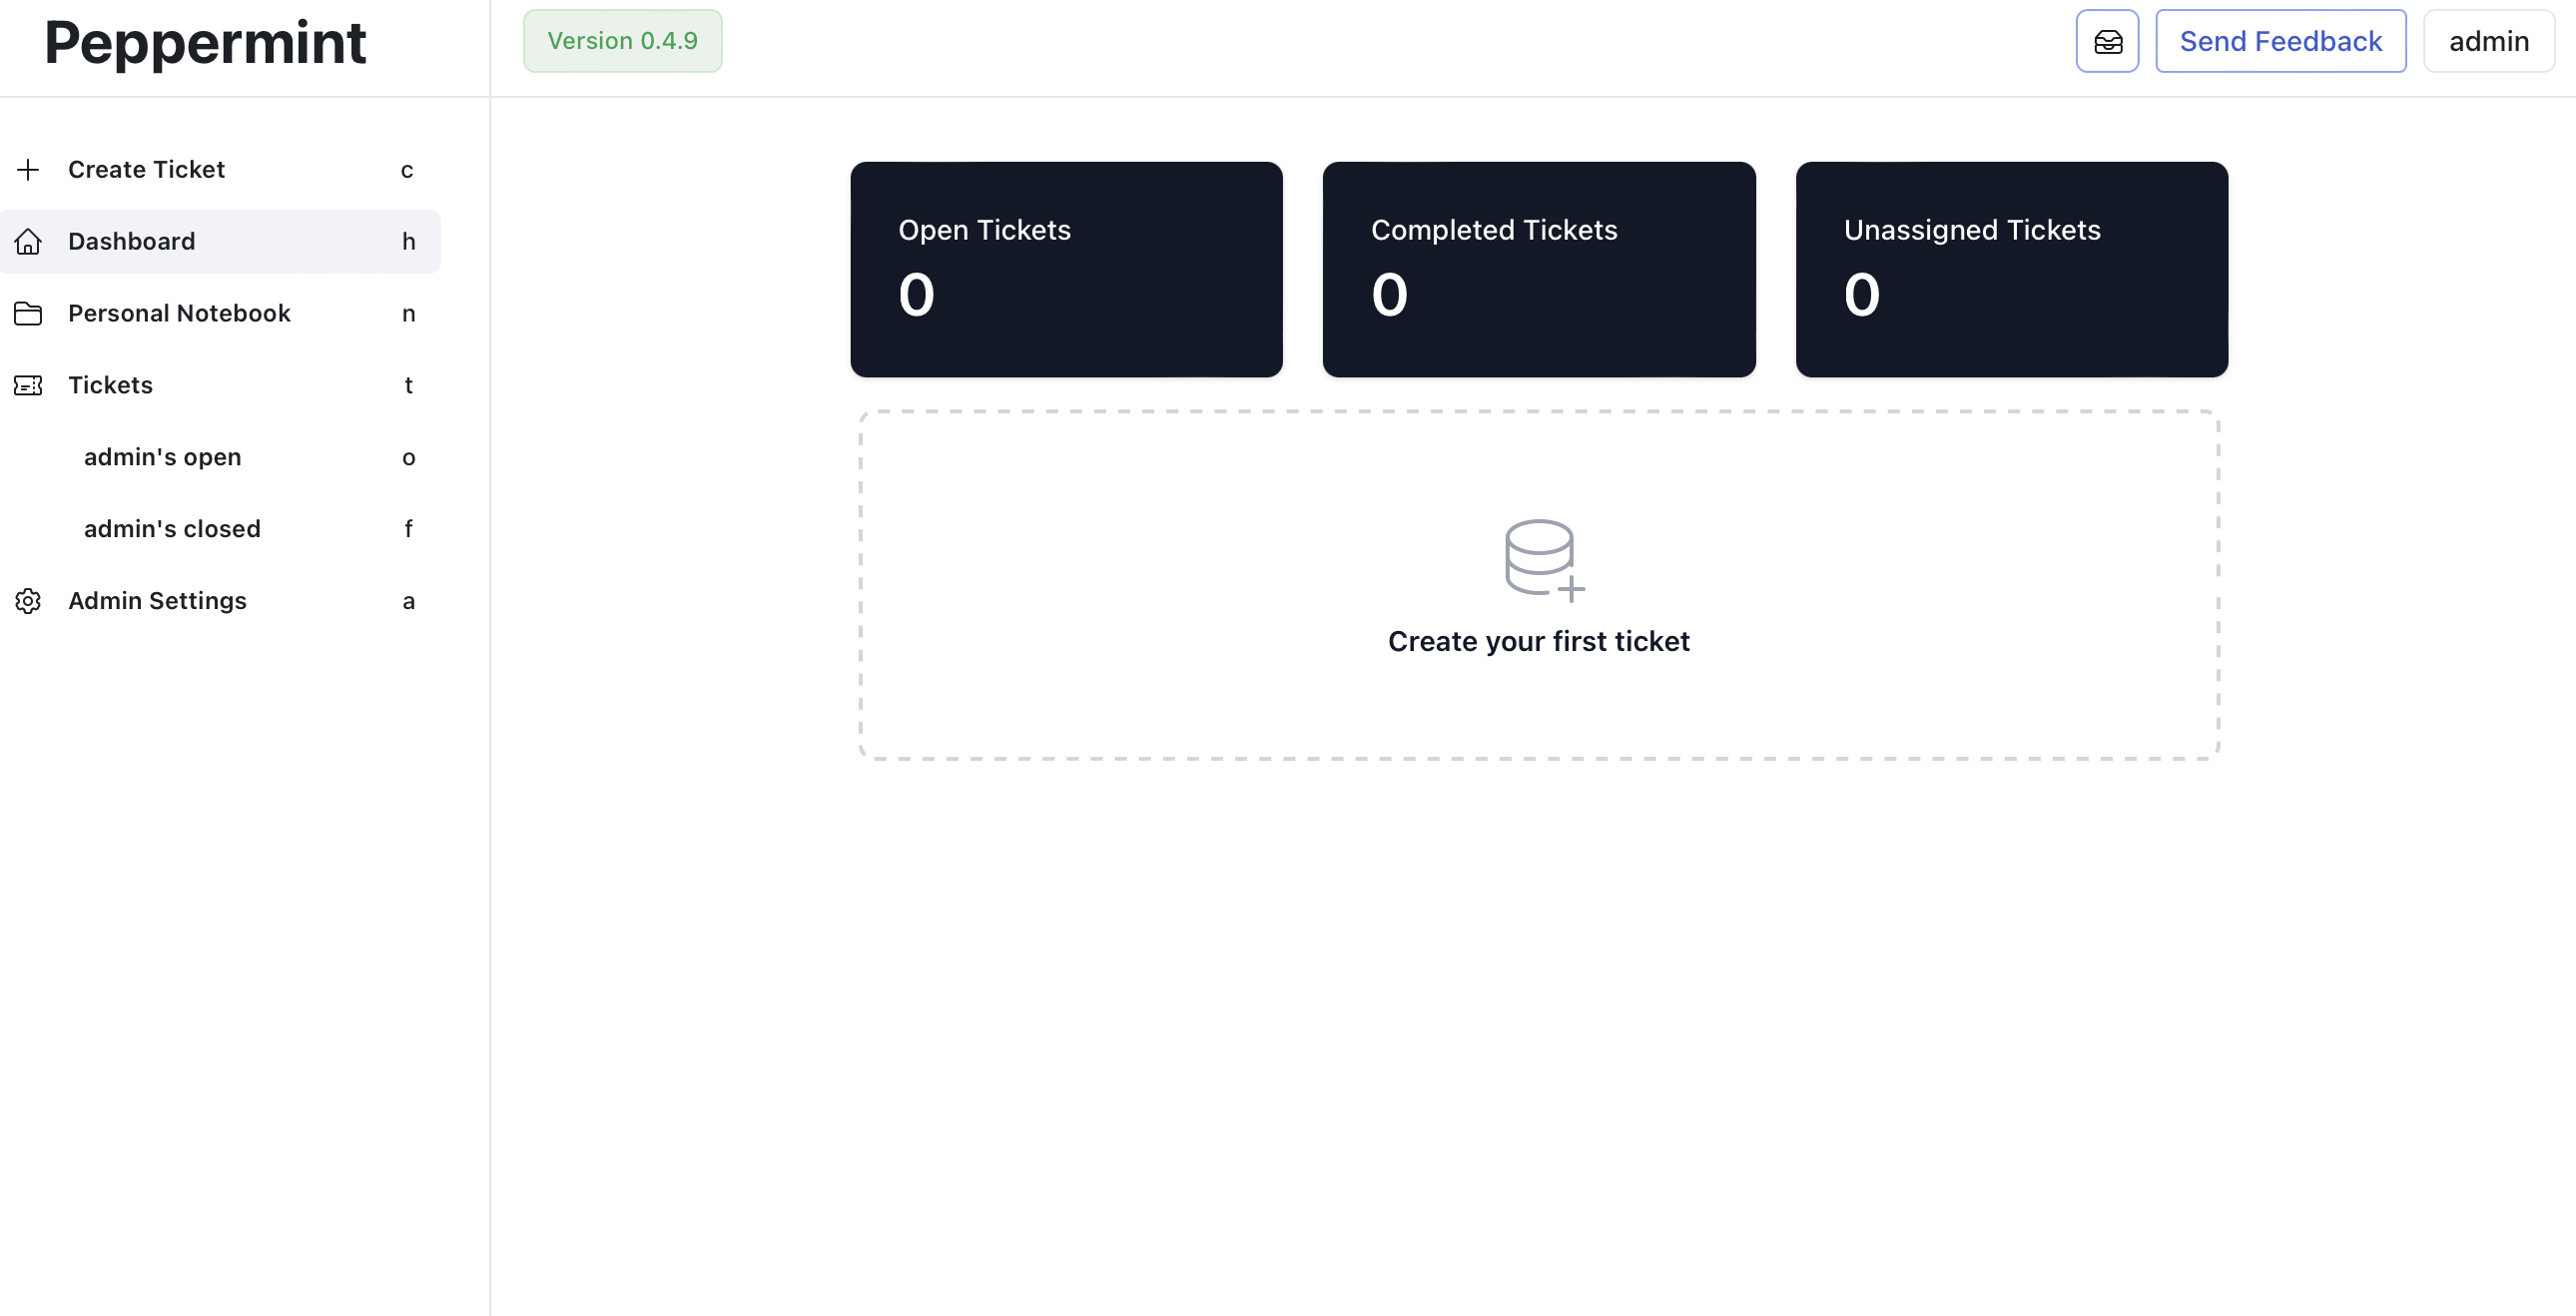 Peppermint
Version 0.4.9
Send Feedback
admin
Create Ticket c
Dashboard h
Personal Notebook n
Tickets t
admin's open o
admin's closed f
Admin Settings a
Open Tickets
0
Completed Tickets
0
Unassigned Tickets
0
Create your first ticket